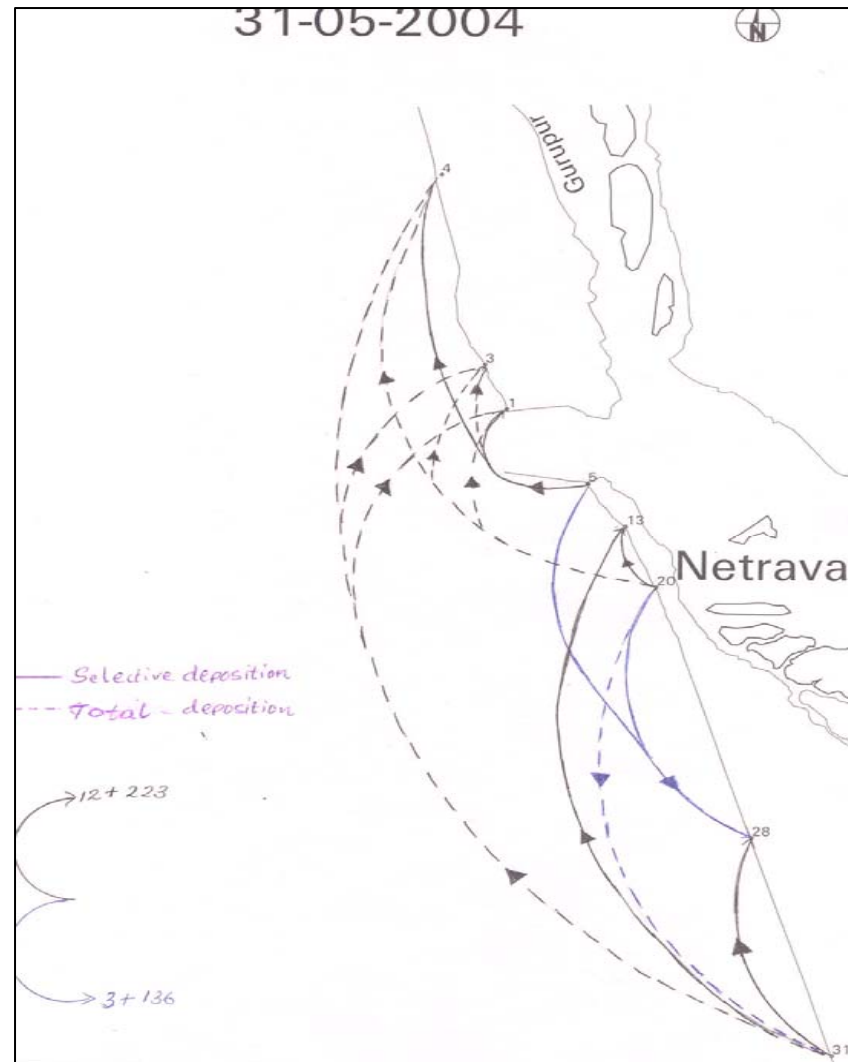 31-05-2004
N
Gurupur
4
3
1
5
13
Netrava
20
Selective deposition
Total - deposition
12 + 223
28
3 + 136
31